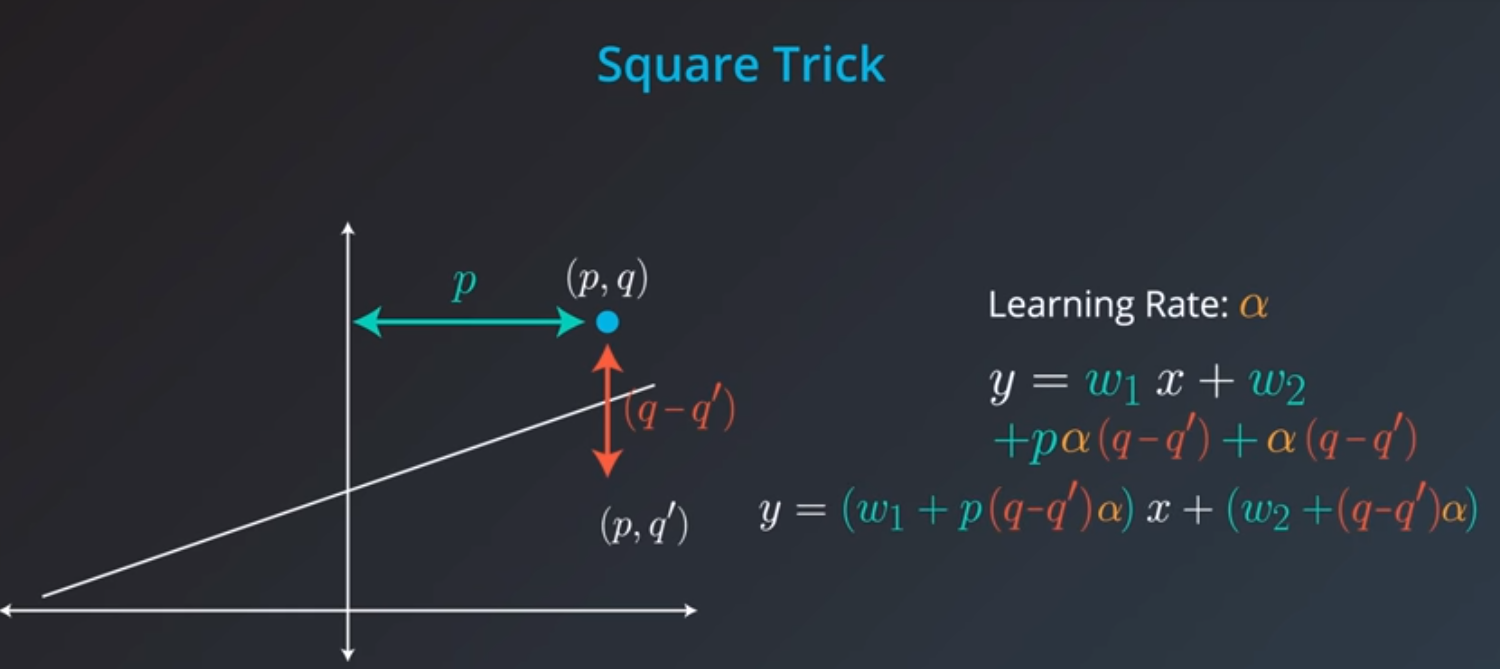 Square Trick
p
(p, q)
(q−q′)
(p, q′)
Learning Rate: α
y = w₁ x + w₂
+pα(q−q′) + α(q−q′)
y = (w₁ + p(q−q′)α) x + (w₂ +(q−q′)α)